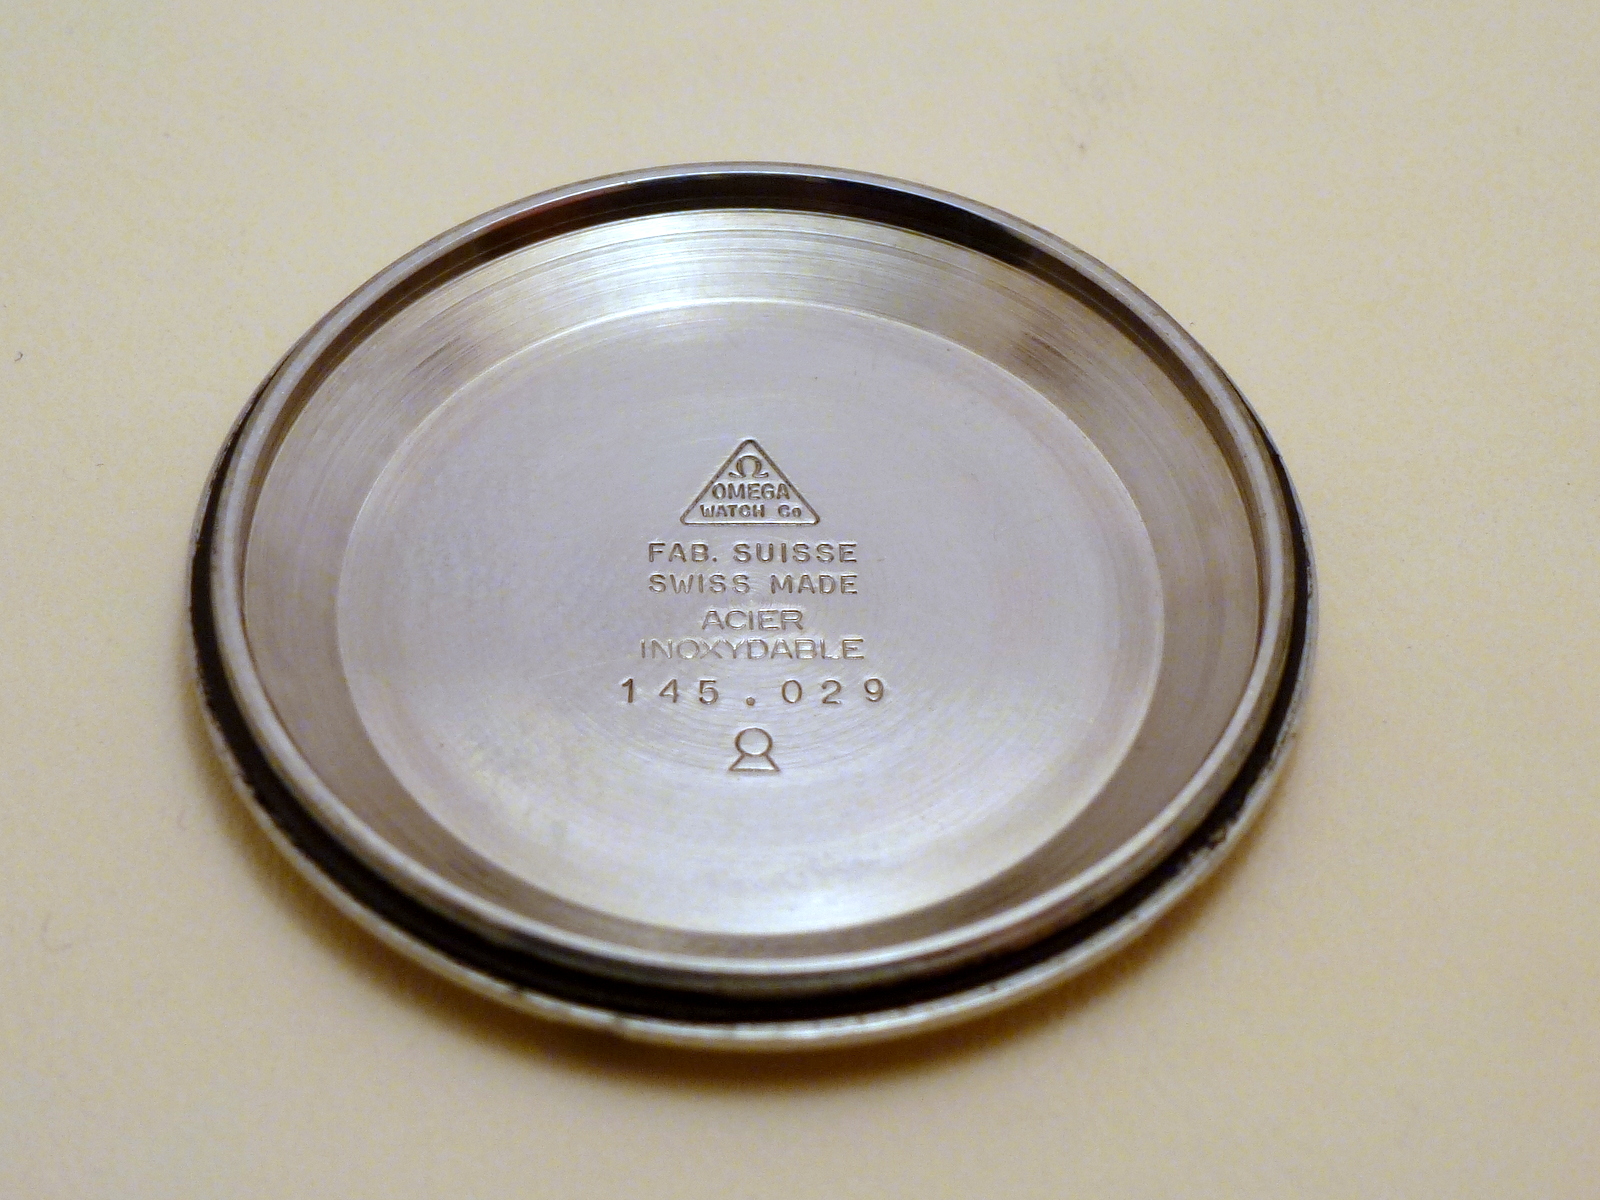 Ω
OMEGA
WATCH Co
FAB. SUISSE
SWISS MADE
ACIER
INOXYDABLE
145.029